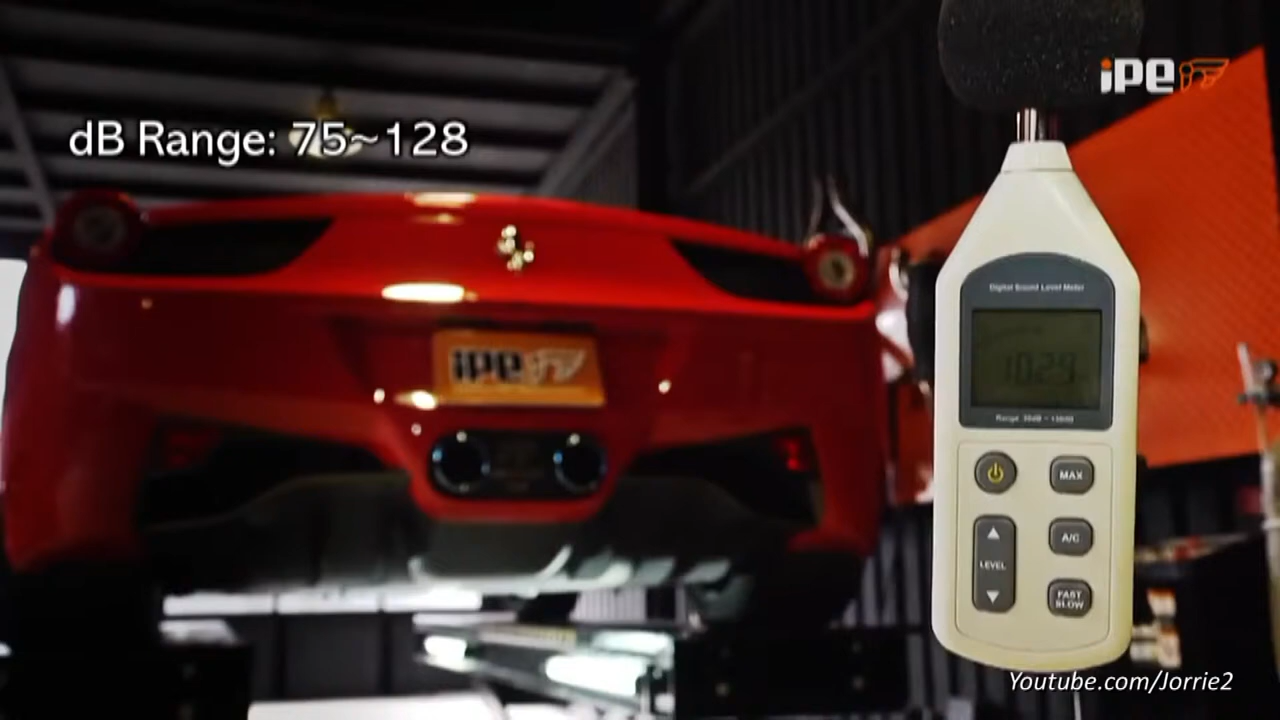 iPE
dB Range: 75~128
Digital Sound Level Meter
iPE
102.9
MAX
A/C
LEVEL
FAST
SLOW
Youtube.com/Jorrie2